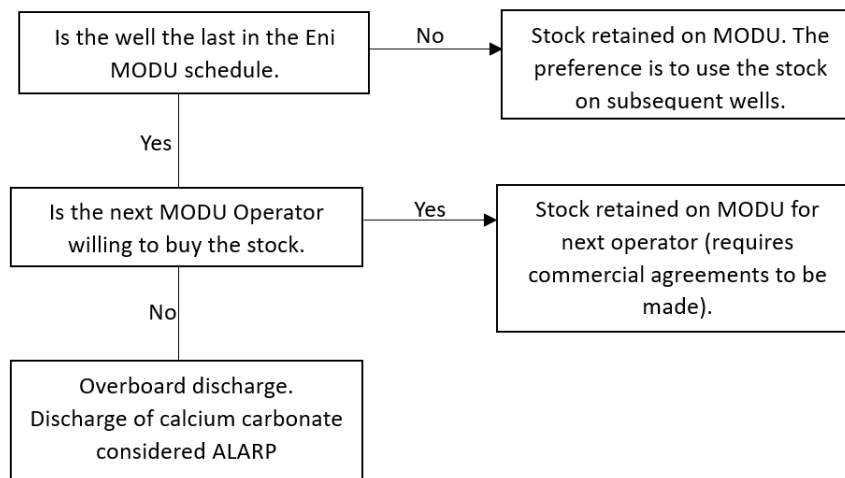 Is the well the last in the Eni
MODU schedule.
No
Stock retained on MODU. The
preference is to use the stock
on subsequent wells.
Yes
Is the next MODU Operator
willing to buy the stock.
Yes
Stock retained on MODU for
next operator (requires
commercial agreements to be
made).
No
Overboard discharge.
Discharge of calcium carbonate
considered ALARP